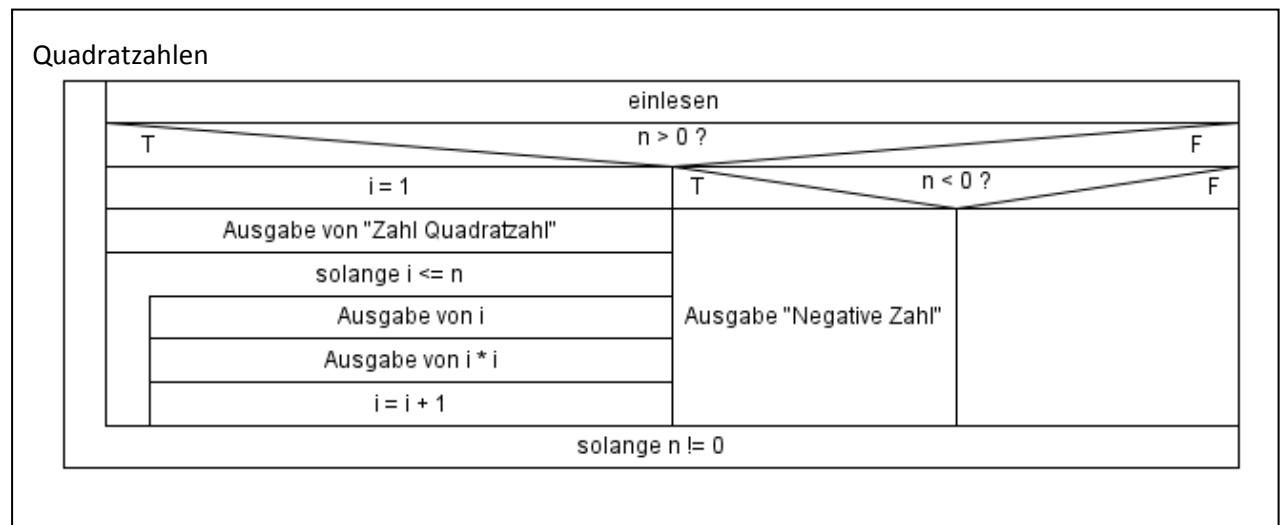 Quadratzahlen
einlesen
n > 0 ?
T
F
i = 1
T
n < 0 ?
F
Ausgabe von "Zahl Quadratzahl"
solange i <= n
Ausgabe von i
Ausgabe "Negative Zahl"
Ausgabe von i * i
i = i + 1
solange n != 0